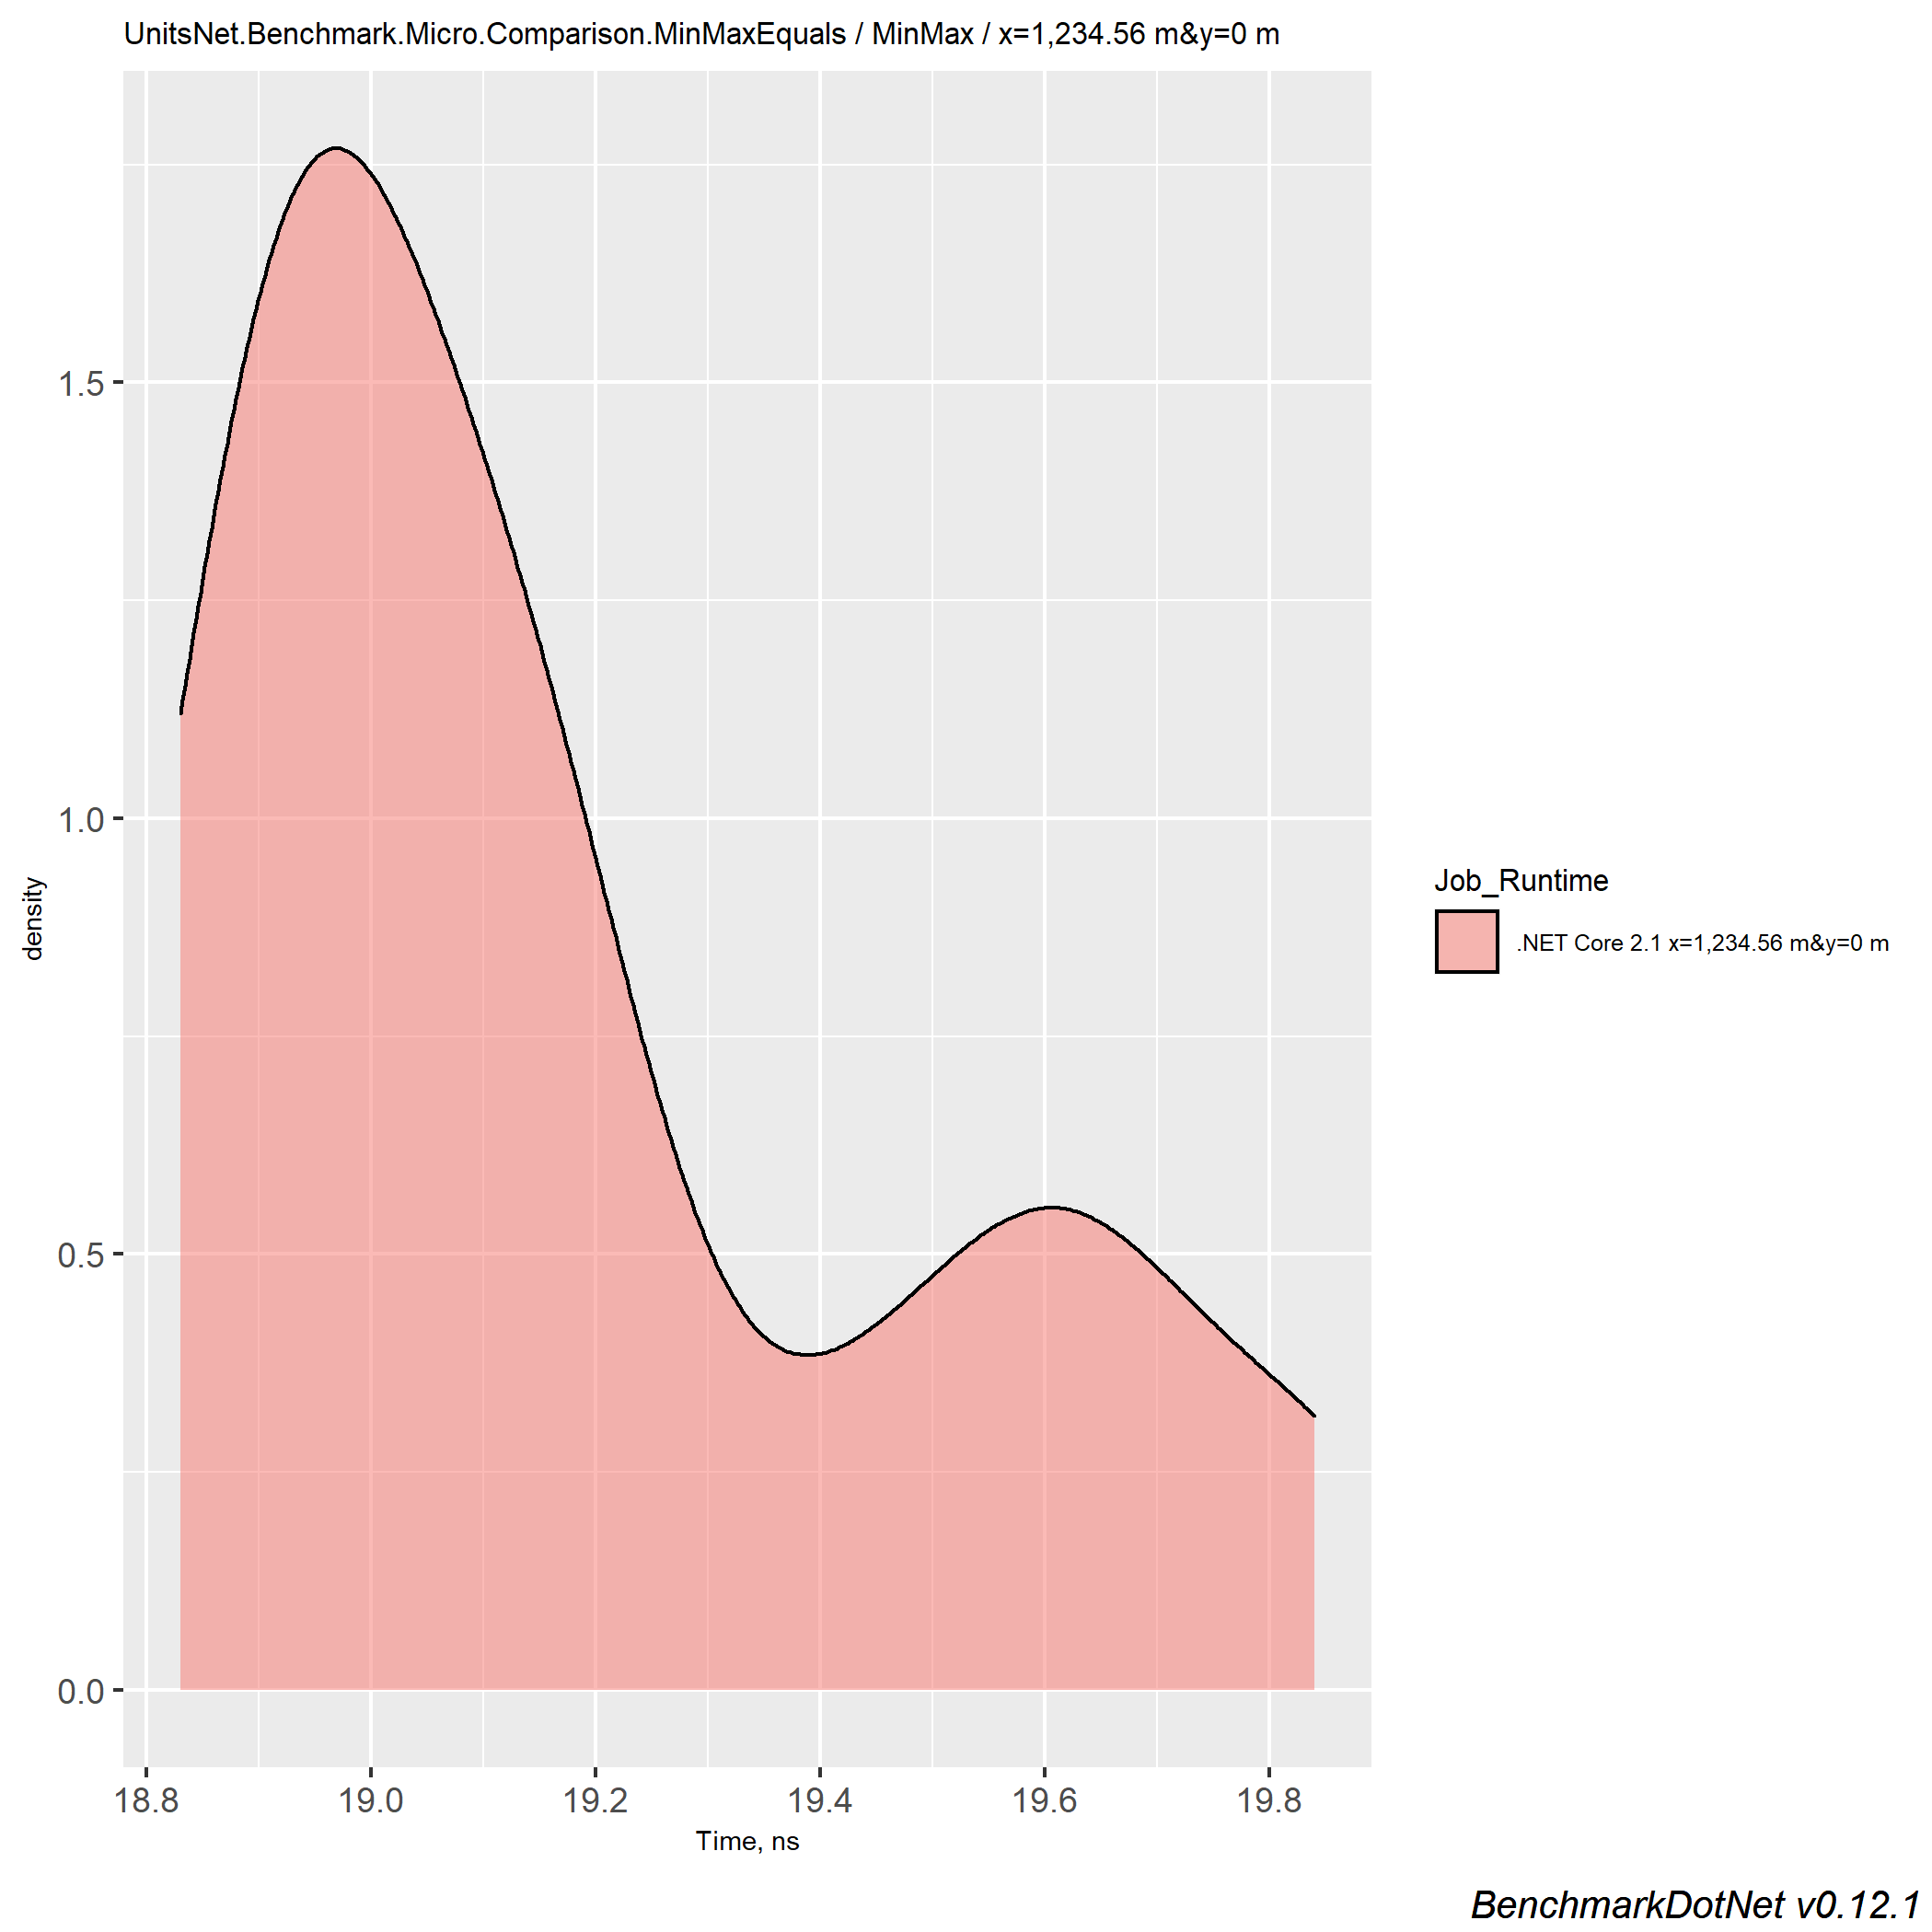 UnitsNet.Benchmark.Micro.Comparison.MinMaxEquals / MinMax / x=1,234.56 m&y=0 m
1.5
1.0
0.5
0.0
density
18.8 19.0 19.2 19.4 19.6 19.8
Time, ns
Job_Runtime
.NET Core 2.1 x=1,234.56 m&y=0 m
BenchmarkDotNet v0.12.1